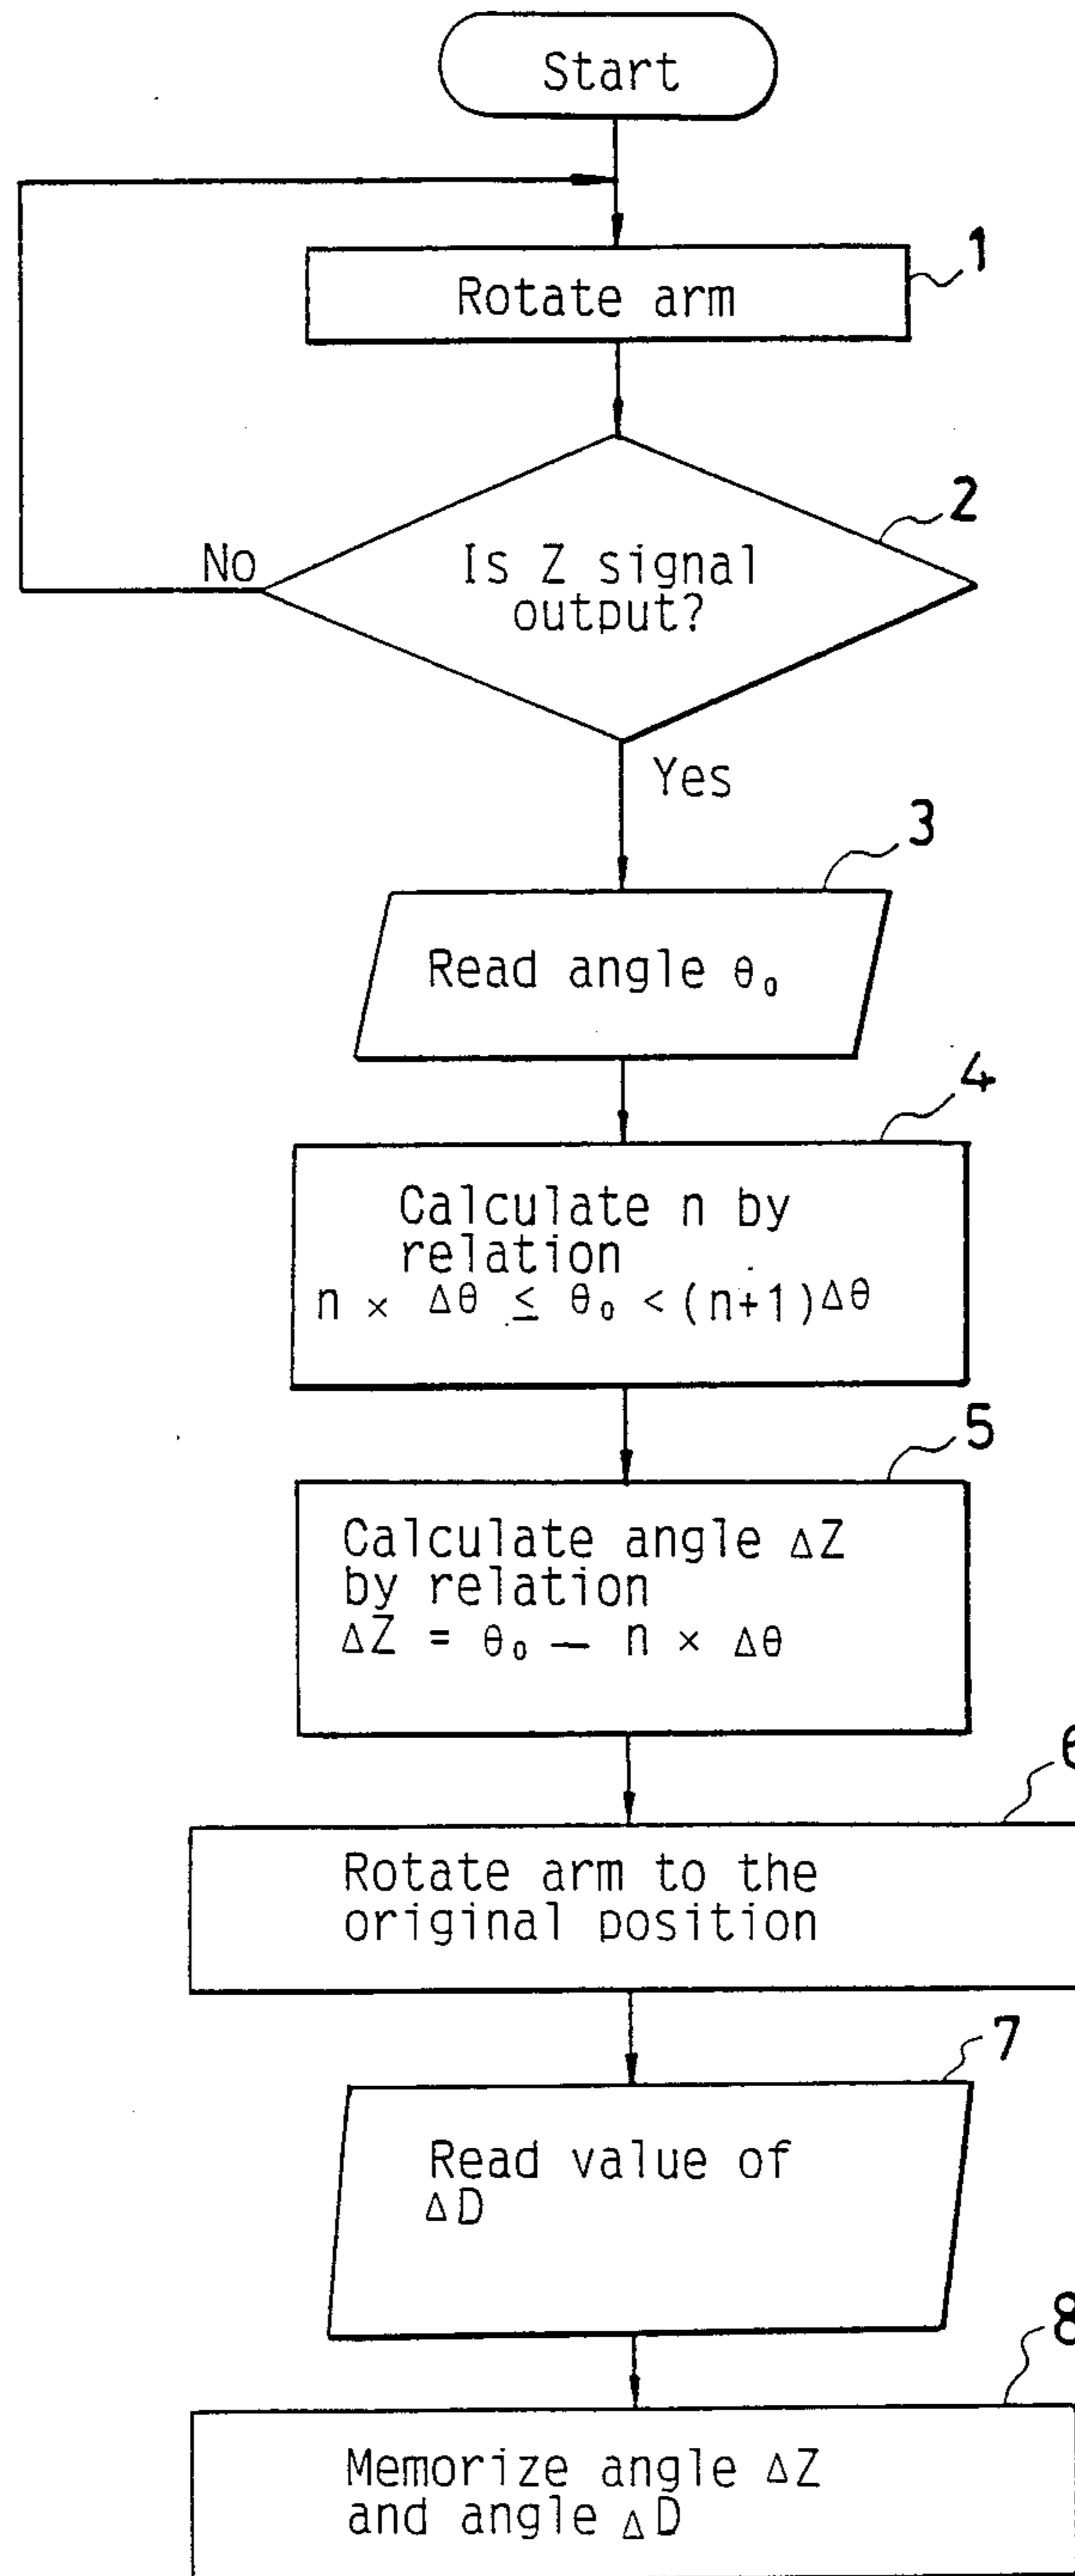 Start
1
Rotate arm
2
No
Is Z signal
output?
Yes
3
Read angle θ₀
4
Calculate n by
relation
n × Δθ ≤ θ₀ < (n+1)Δθ
5
Calculate angle ΔZ
by relation
ΔZ = θ₀ — n × Δθ
6
Rotate arm to the
original position
7
Read value of
ΔD
8
Memorize angle ΔZ
and angle ΔD